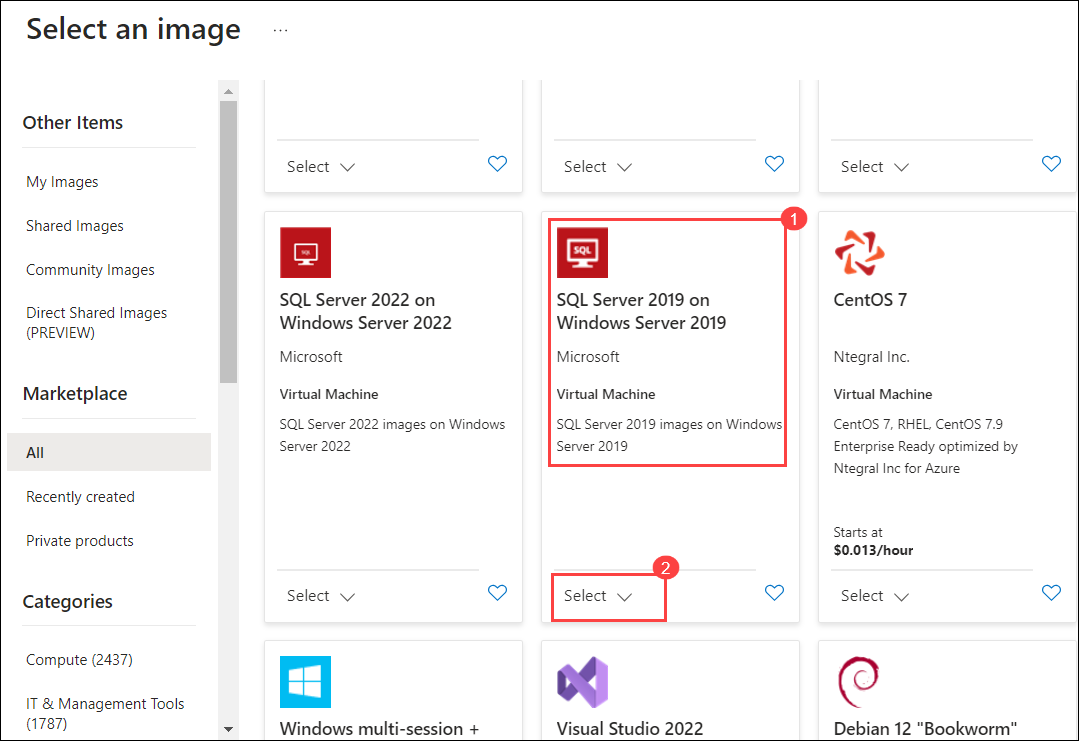 Select an image ...
Other Items
My Images
Shared Images
Community Images
Direct Shared Images
(PREVIEW)
Marketplace
All
Recently created
Private products
Categories
Compute (2437)
IT & Management Tools
(1787)
Select
Select
Select
SQL
SQL Server 2022 on
Windows Server 2022
Microsoft
Virtual Machine
SQL Server 2022 images on Windows
Server 2022
Select
1
SQL
SQL Server 2019 on
Windows Server 2019
Microsoft
Virtual Machine
SQL Server 2019 images on Windows
Server 2019
2
Select
CentOS 7
Ntegral Inc.
Virtual Machine
CentOS 7, RHEL, CentOS 7.9
Enterprise Ready optimized by
Ntegral Inc for Azure
Starts at
$0.013/hour
Select
Windows multi-session +
Visual Studio 2022
Debian 12 "Bookworm"